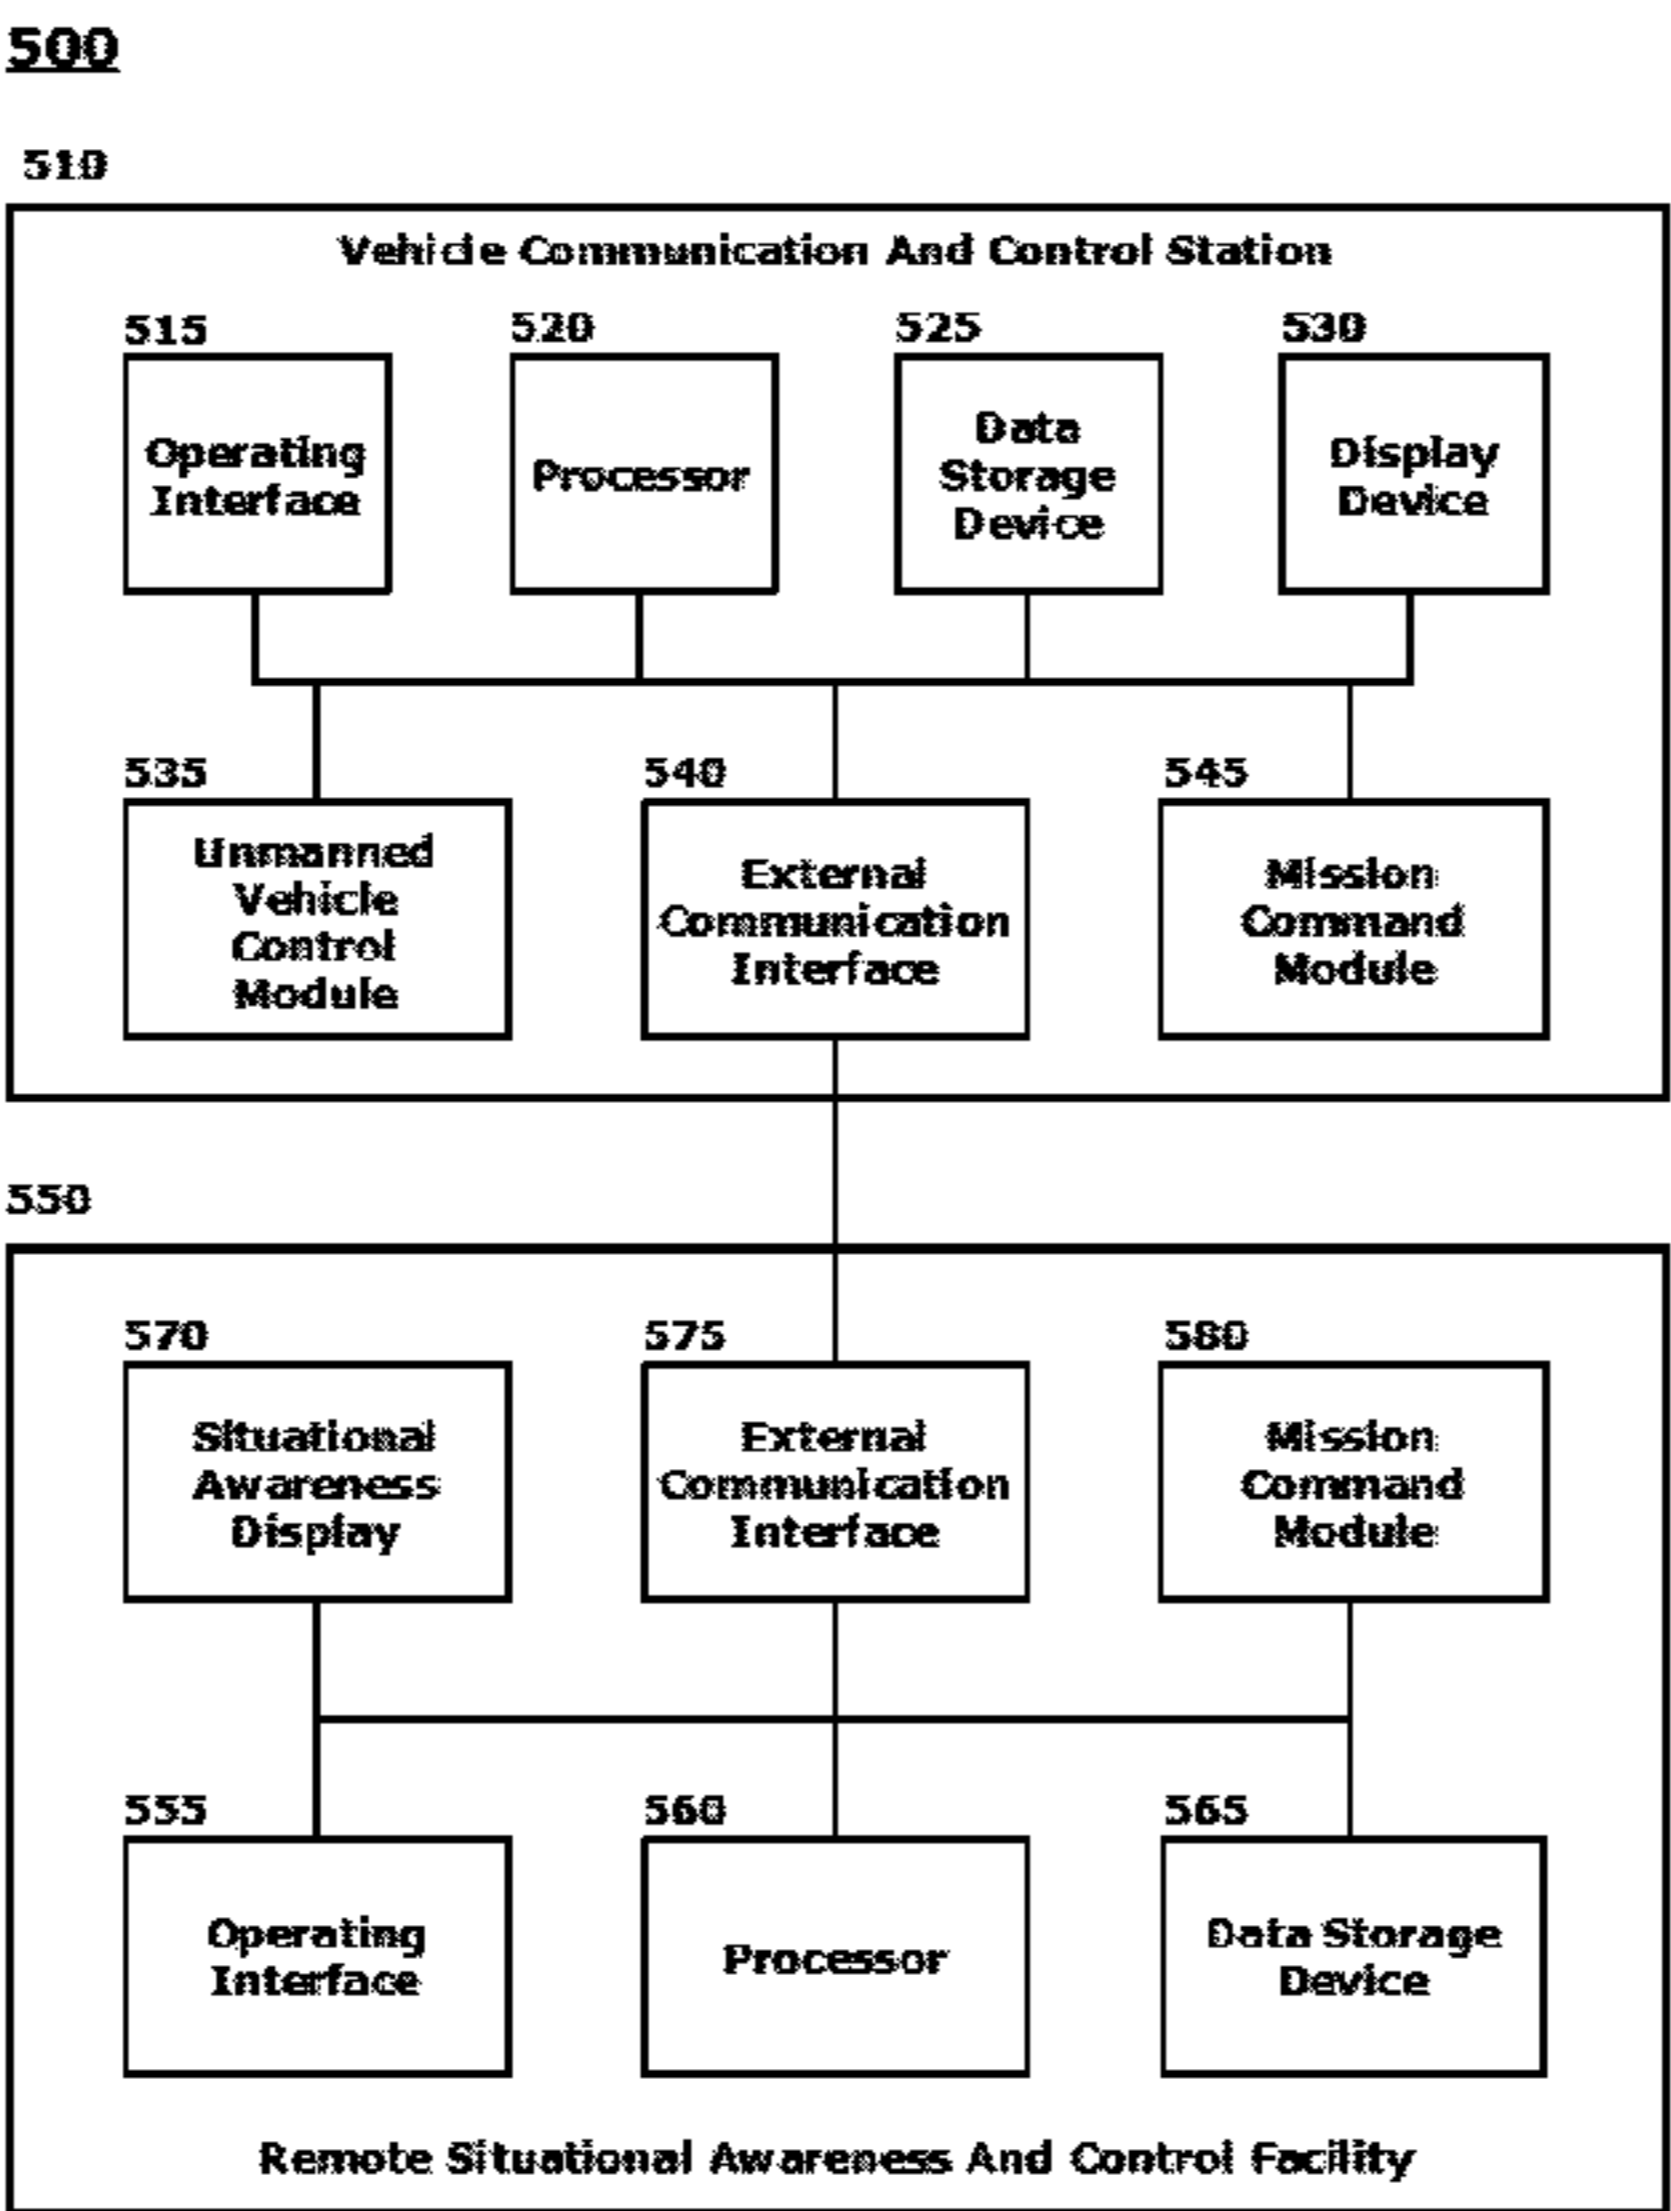 500
510
Vehicle Communication And Control Station
515
520
525
530
Operating
Interface
Processor
Data
Storage
Device
Display
Device
535
540
545
Unmanned
Vehicle
Control
Module
External
Communication
Interface
Mission
Command
Module
550
570
575
580
Situational
Awareness
Display
External
Communication
Interface
Mission
Command
Module
555
560
565
Operating
Interface
Processor
Data Storage
Device
Remote Situational Awareness And Control Facility